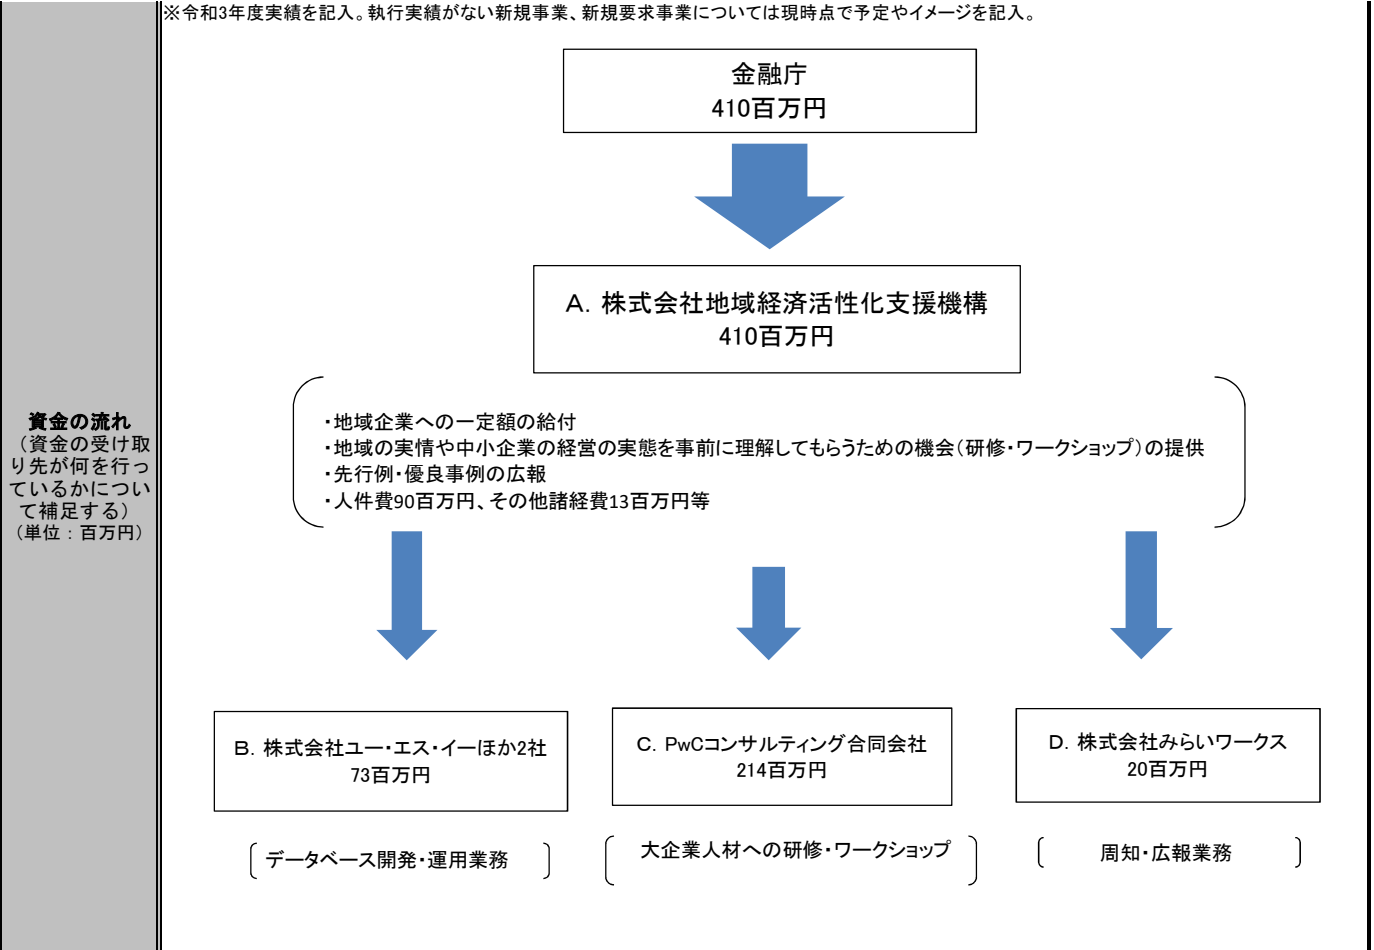 ※令和3年度実績を記入。執行実績がない新規事業、新規要求事業については現時点で予定やイメージを記入。
資金の流れ
（資金の受け取
り先が何を行っ
ているかについ
て補足する）
（単位：百万円）
金融庁
410百万円
Ａ．株式会社地域経済活性化支援機構
410百万円
・地域企業への一定額の給付
・地域の実情や中小企業の経営の実態を事前に理解してもらうための機会（研修・ワークショップ）の提供
・先行例・優良事例の広報
・人件費90百万円、その他諸経費13百万円等
Ｂ．株式会社ユー・エス・イーほか2社
73百万円
データベース開発・運用業務
Ｃ．PwCコンサルティング合同会社
214百万円
大企業人材への研修・ワークショップ
Ｄ．株式会社みらいワークス
20百万円
周知・広報業務